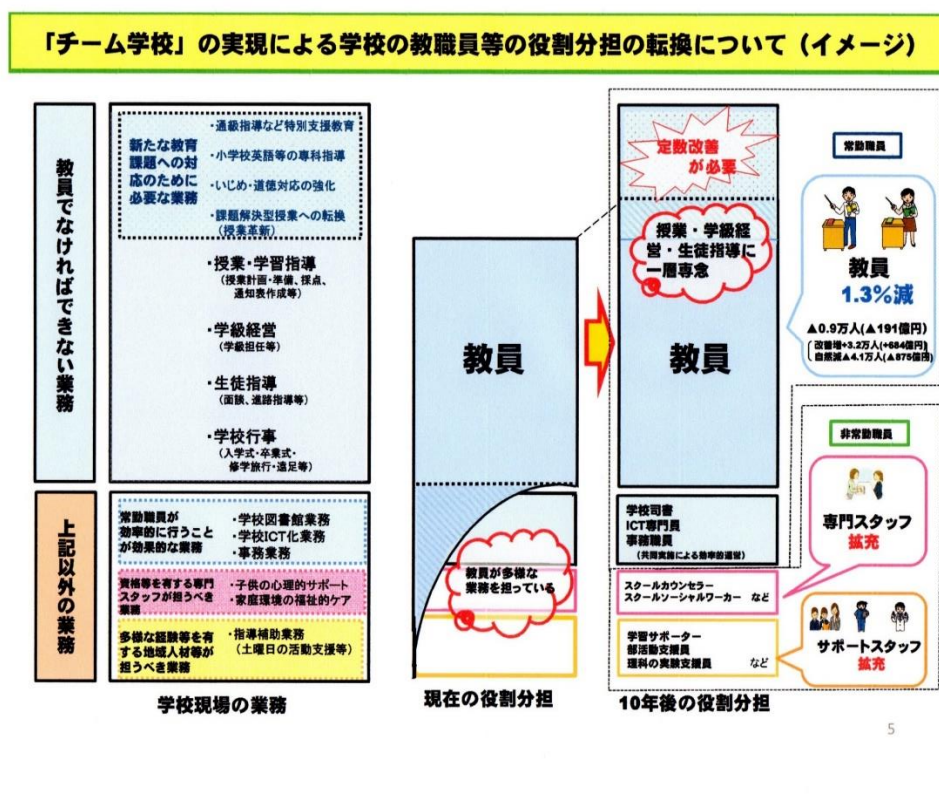 「チーム学校」の実現による学校の教職員等の役割分担の転換について（イメージ）
教員でなければできない業務
新たな教育
課題への対
応のために
必要な業務
・通級指導など特別支援教育
・小学校英語等の専科指導
・いじめ・道徳対応の強化
・課題解決型授業への転換
（授業革新）
・授業・学習指導
（授業計画・準備、採点、
通知表作成等）
・学級経営
（学級担任等）
・生徒指導
（面談、進路指導等）
・学校行事
（入学式・卒業式・
修学旅行・遠足等）
上記以外の業務
常勤職員が
効率的に行うこと
が効果的な業務
・学校図書館業務
・学校ICT化業務
・事務業務
資格等を有する専門
スタッフが担うべき
業務
・子供の心理的サポート
・家庭環境の福祉的ケア
多様な経験等を有
する地域人材等が
担うべき業務
・指導補助業務
（土曜日の活動支援等）
学校現場の業務
教員
教員が多様な
業務を担っている
現在の役割分担
定数改善
が必要
授業・学級経
営・生徒指導に
一層専念
教員
学校司書
ICT専門員
事務職員
（共同実施による効率的運営）
スクールカウンセラー
スクールソーシャルワーカー など
学習サポーター
部活動支援員
理科の実験支援員 など
10年後の役割分担
常勤職員
教員
1.3%減
▲0.9万人(▲191億円)
改善増+3.2万人(+684億円)
自然減▲4.1万人(▲875億円)
非常勤職員
専門スタッフ
拡充
サポートスタッフ
拡充
5